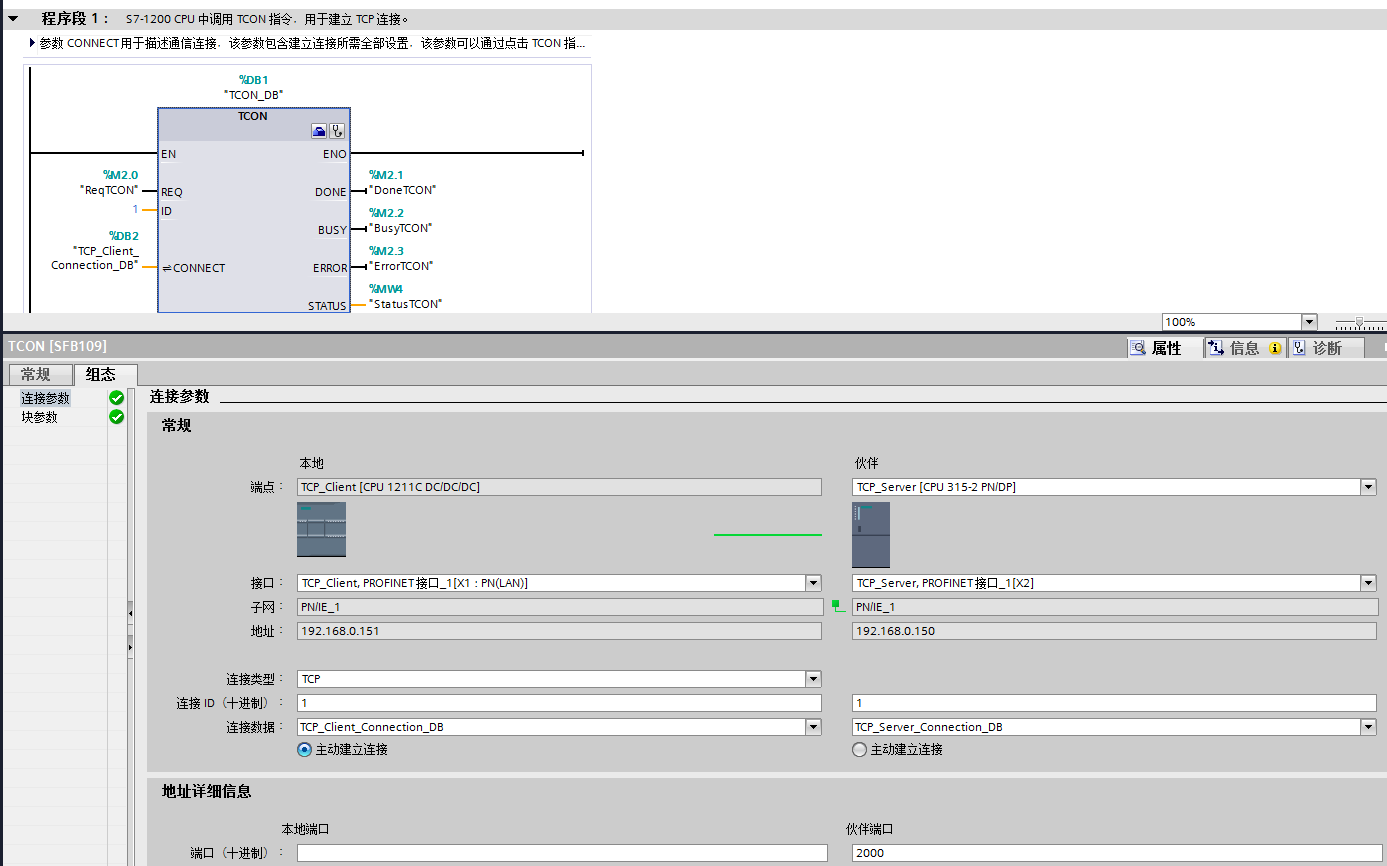 程序段 1： S7-1200 CPU 中调用 TCON 指令，用于建立 TCP 连接。
参数 CONNECT 用于描述通信连接，该参数包含建立连接所需全部设置，该参数可以通过点击 TCON 指...
%DB1
"TCON_DB"
TCON
EN
ENO
%M2.0
"ReqTCON"
REQ
DONE
%M2.1
"DoneTCON"
1
ID
BUSY
%M2.2
"BusyTCON"
%DB2
"TCP_Client_
Connection_DB"
CONNECT
ERROR
%M2.3
"ErrorTCON"
STATUS
%MW4
"StatusTCON"
100%
TCON [SFB109]
属性 信息 诊断
常规 组态
连接参数
块参数
连接参数
常规
本地 伙伴
端点： TCP_Client [CPU 1211C DC/DC/DC] TCP_Server [CPU 315-2 PN/DP]
接口： TCP_Client, PROFINET接口_1[X1 : PN(LAN)] TCP_Server, PROFINET接口_1[X2]
子网： PN/IE_1 PN/IE_1
地址： 192.168.0.151 192.168.0.150
连接类型： TCP
连接 ID（十进制）： 1 1
连接数据： TCP_Client_Connection_DB TCP_Server_Connection_DB
主动建立连接 主动建立连接
地址详细信息
本地端口 伙伴端口
端口（十进制）： 2000